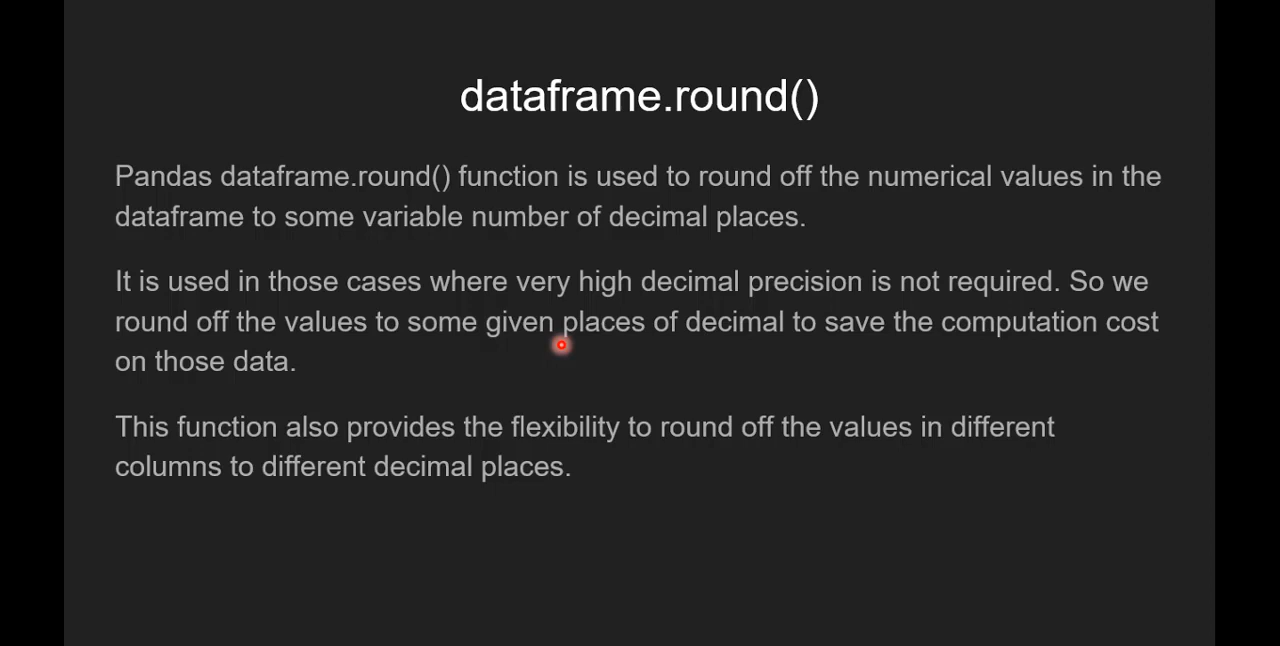 dataframe.round()
Pandas dataframe.round() function is used to round off the numerical values in the
dataframe to some variable number of decimal places.
It is used in those cases where very high decimal precision is not required. So we
round off the values to some given places of decimal to save the computation cost
on those data.
This function also provides the flexibility to round off the values in different
columns to different decimal places.